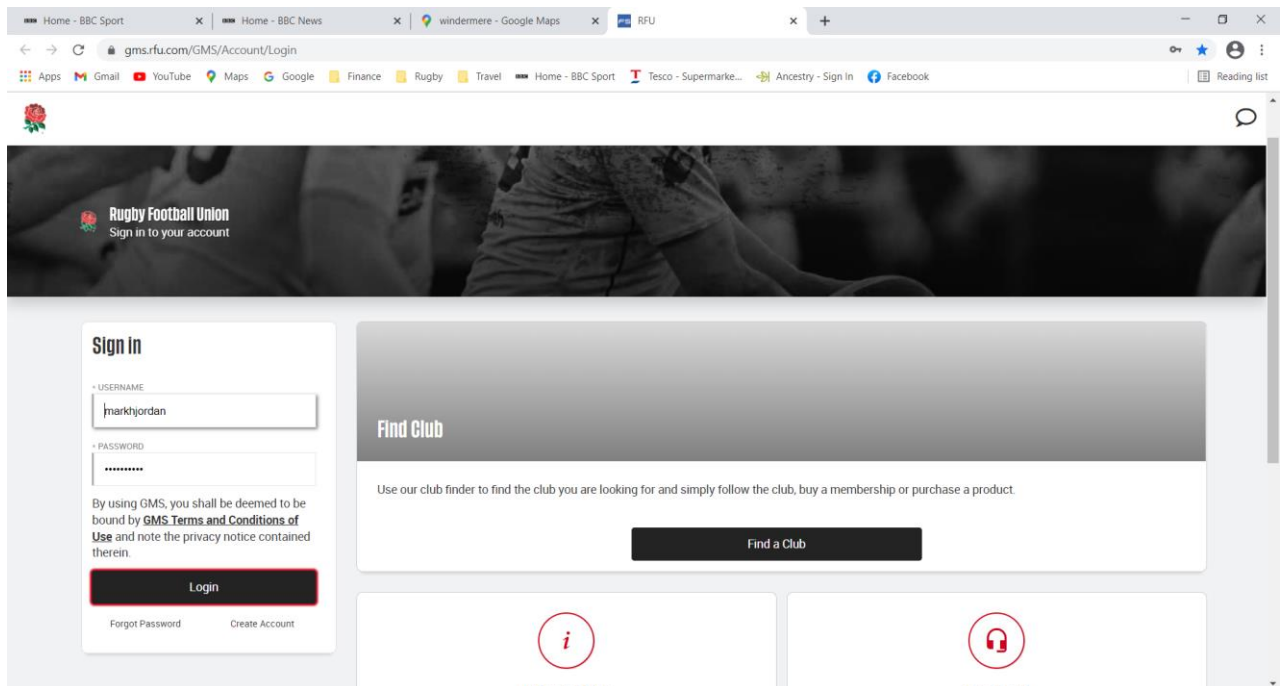 Home - BBC Sport
Home - BBC News
windermere - Google Maps
RFU
gms.rfu.com/GMS/Account/Login
Apps Gmail YouTube Maps Google Finance Rugby Travel Home - BBC Sport Tesco - Supermarke... Ancestry - Sign In Facebook Reading list
Rugby Football Union
Sign in to your account
Sign in
* USERNAME
markhjordan
* PASSWORD
••••••••••
By using GMS, you shall be deemed to be
bound by GMS Terms and Conditions of
Use and note the privacy notice contained
therein.
Login
Forgot Password Create Account
Find Club
Use our club finder to find the club you are looking for and simply follow the club, buy a membership or purchase a product.
Find a Club
i